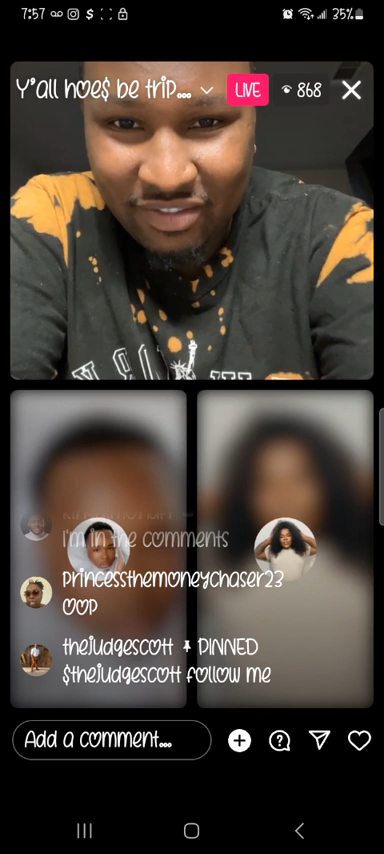 7:57 $ 35%
Y'all hoe$ be trip... LIVE 868
I'm in the comments
princessthemoneychaser23
OOP
thejudgescott PINNED
$thejudgescott follow me
Add a comment...